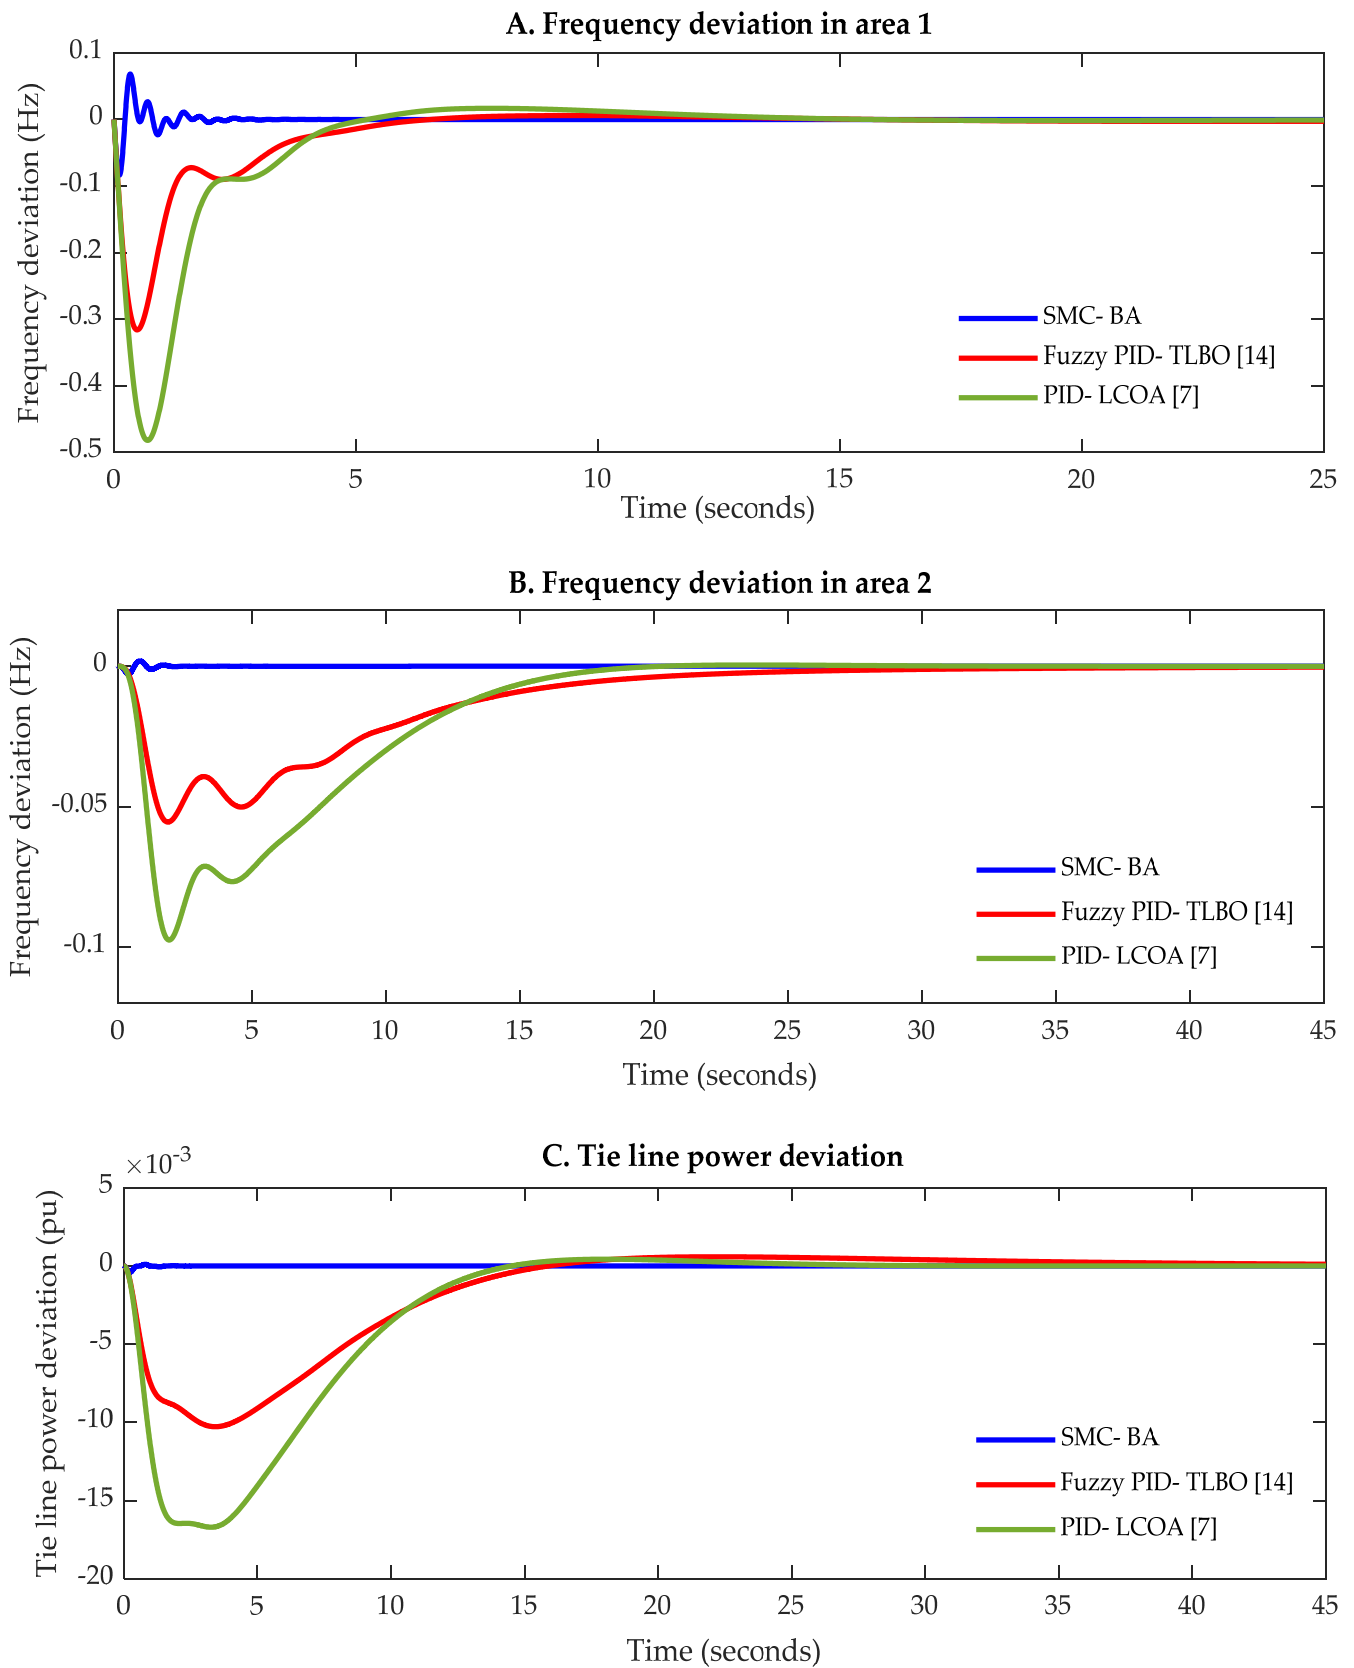 A. Frequency deviation in area 1
Frequency deviation (Hz)
0.1
0
-0.1
-0.2
-0.3
-0.4
-0.5
SMC- BA
Fuzzy PID- TLBO [14]
PID- LCOA [7]
0 5 10 15 20 25
Time (seconds)
B. Frequency deviation in area 2
Frequency deviation (Hz)
0
-0.05
-0.1
SMC- BA
Fuzzy PID- TLBO [14]
PID- LCOA [7]
0 5 10 15 20 25 30 35 40 45
Time (seconds)
C. Tie line power deviation
×10-3
Tie line power deviation (pu)
5
0
-5
-10
-15
-20
SMC- BA
Fuzzy PID- TLBO [14]
PID- LCOA [7]
0 5 10 15 20 25 30 35 40 45
Time (seconds)